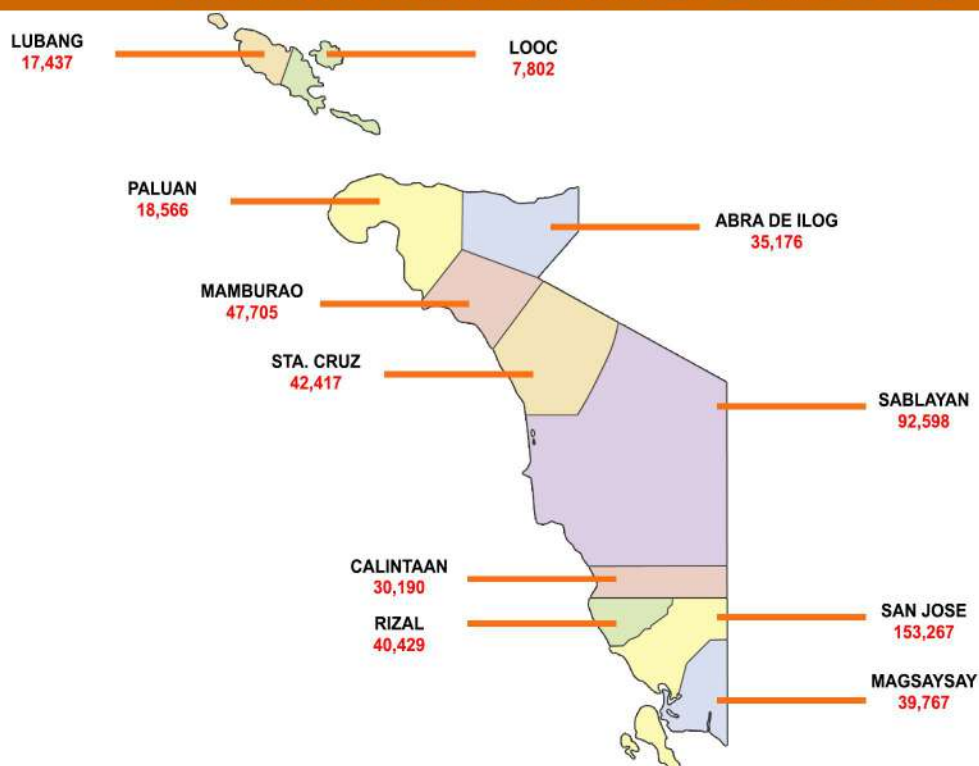 LUBANG
17,437
LOOC
7,802
PALUAN
18,566
ABRA DE ILOG
35,176
MAMBURAO
47,705
STA. CRUZ
42,417
SABLAYAN
92,598
CALINTAAN
30,190
RIZAL
40,429
SAN JOSE
153,267
MAGSAYSAY
39,767